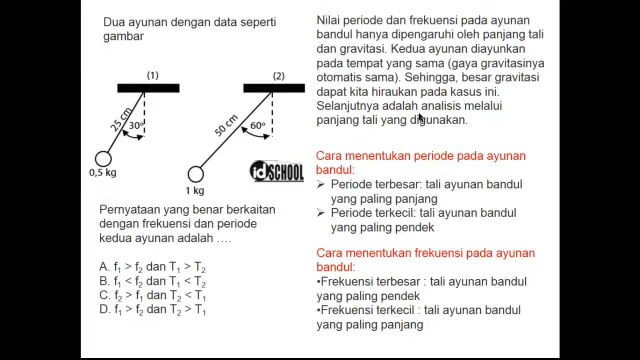 Dua ayunan dengan data seperti
gambar
(1)
(2)
25 cm
30°
50 cm
60°
0,5 kg
1 kg
idSCHOOL
Pernyataan yang benar berkaitan
dengan frekuensi dan periode
kedua ayunan adalah ….
A. f₁ > f₂ dan T₁ > T₂
B. f₁ < f₂ dan T₁ < T₂
C. f₂ > f₁ dan T₂ < T₁
D. f₁ > f₂ dan T₂ > T₁
Nilai periode dan frekuensi pada ayunan
bandul hanya dipengaruhi oleh panjang tali
dan gravitasi. Kedua ayunan diayunkan
pada tempat yang sama (gaya gravitasinya
otomatis sama). Sehingga, besar gravitasi
dapat kita hiraukan pada kasus ini.
Selanjutnya adalah analisis melalui
panjang tali yang digunakan.
Cara menentukan periode pada ayunan
bandul:
➢ Periode terbesar: tali ayunan bandul
yang paling panjang
➢ Periode terkecil: tali ayunan bandul
yang paling pendek
Cara menentukan frekuensi pada ayunan
bandul:
•Frekuensi terbesar : tali ayunan bandul
yang paling pendek
•Frekuensi terkecil : tali ayunan bandul
yang paling panjang